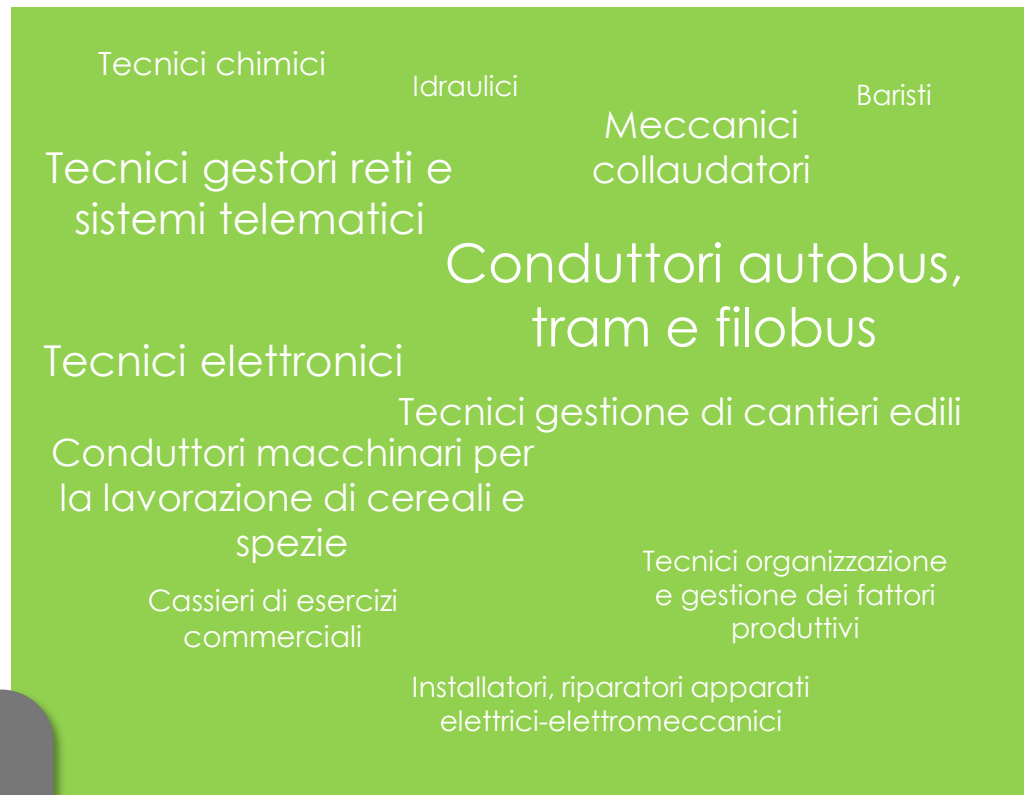 Tecnici chimici
Idraulici
Baristi
Meccanici
collaudatori
Tecnici gestori reti e
sistemi telematici
Conduttori autobus,
tram e filobus
Tecnici elettronici
Tecnici gestione di cantieri edili
Conduttori macchinari per
la lavorazione di cereali e
spezie
Tecnici organizzazione
e gestione dei fattori
produttivi
Cassieri di esercizi
commerciali
Installatori, riparatori apparati
elettrici-elettromeccanici